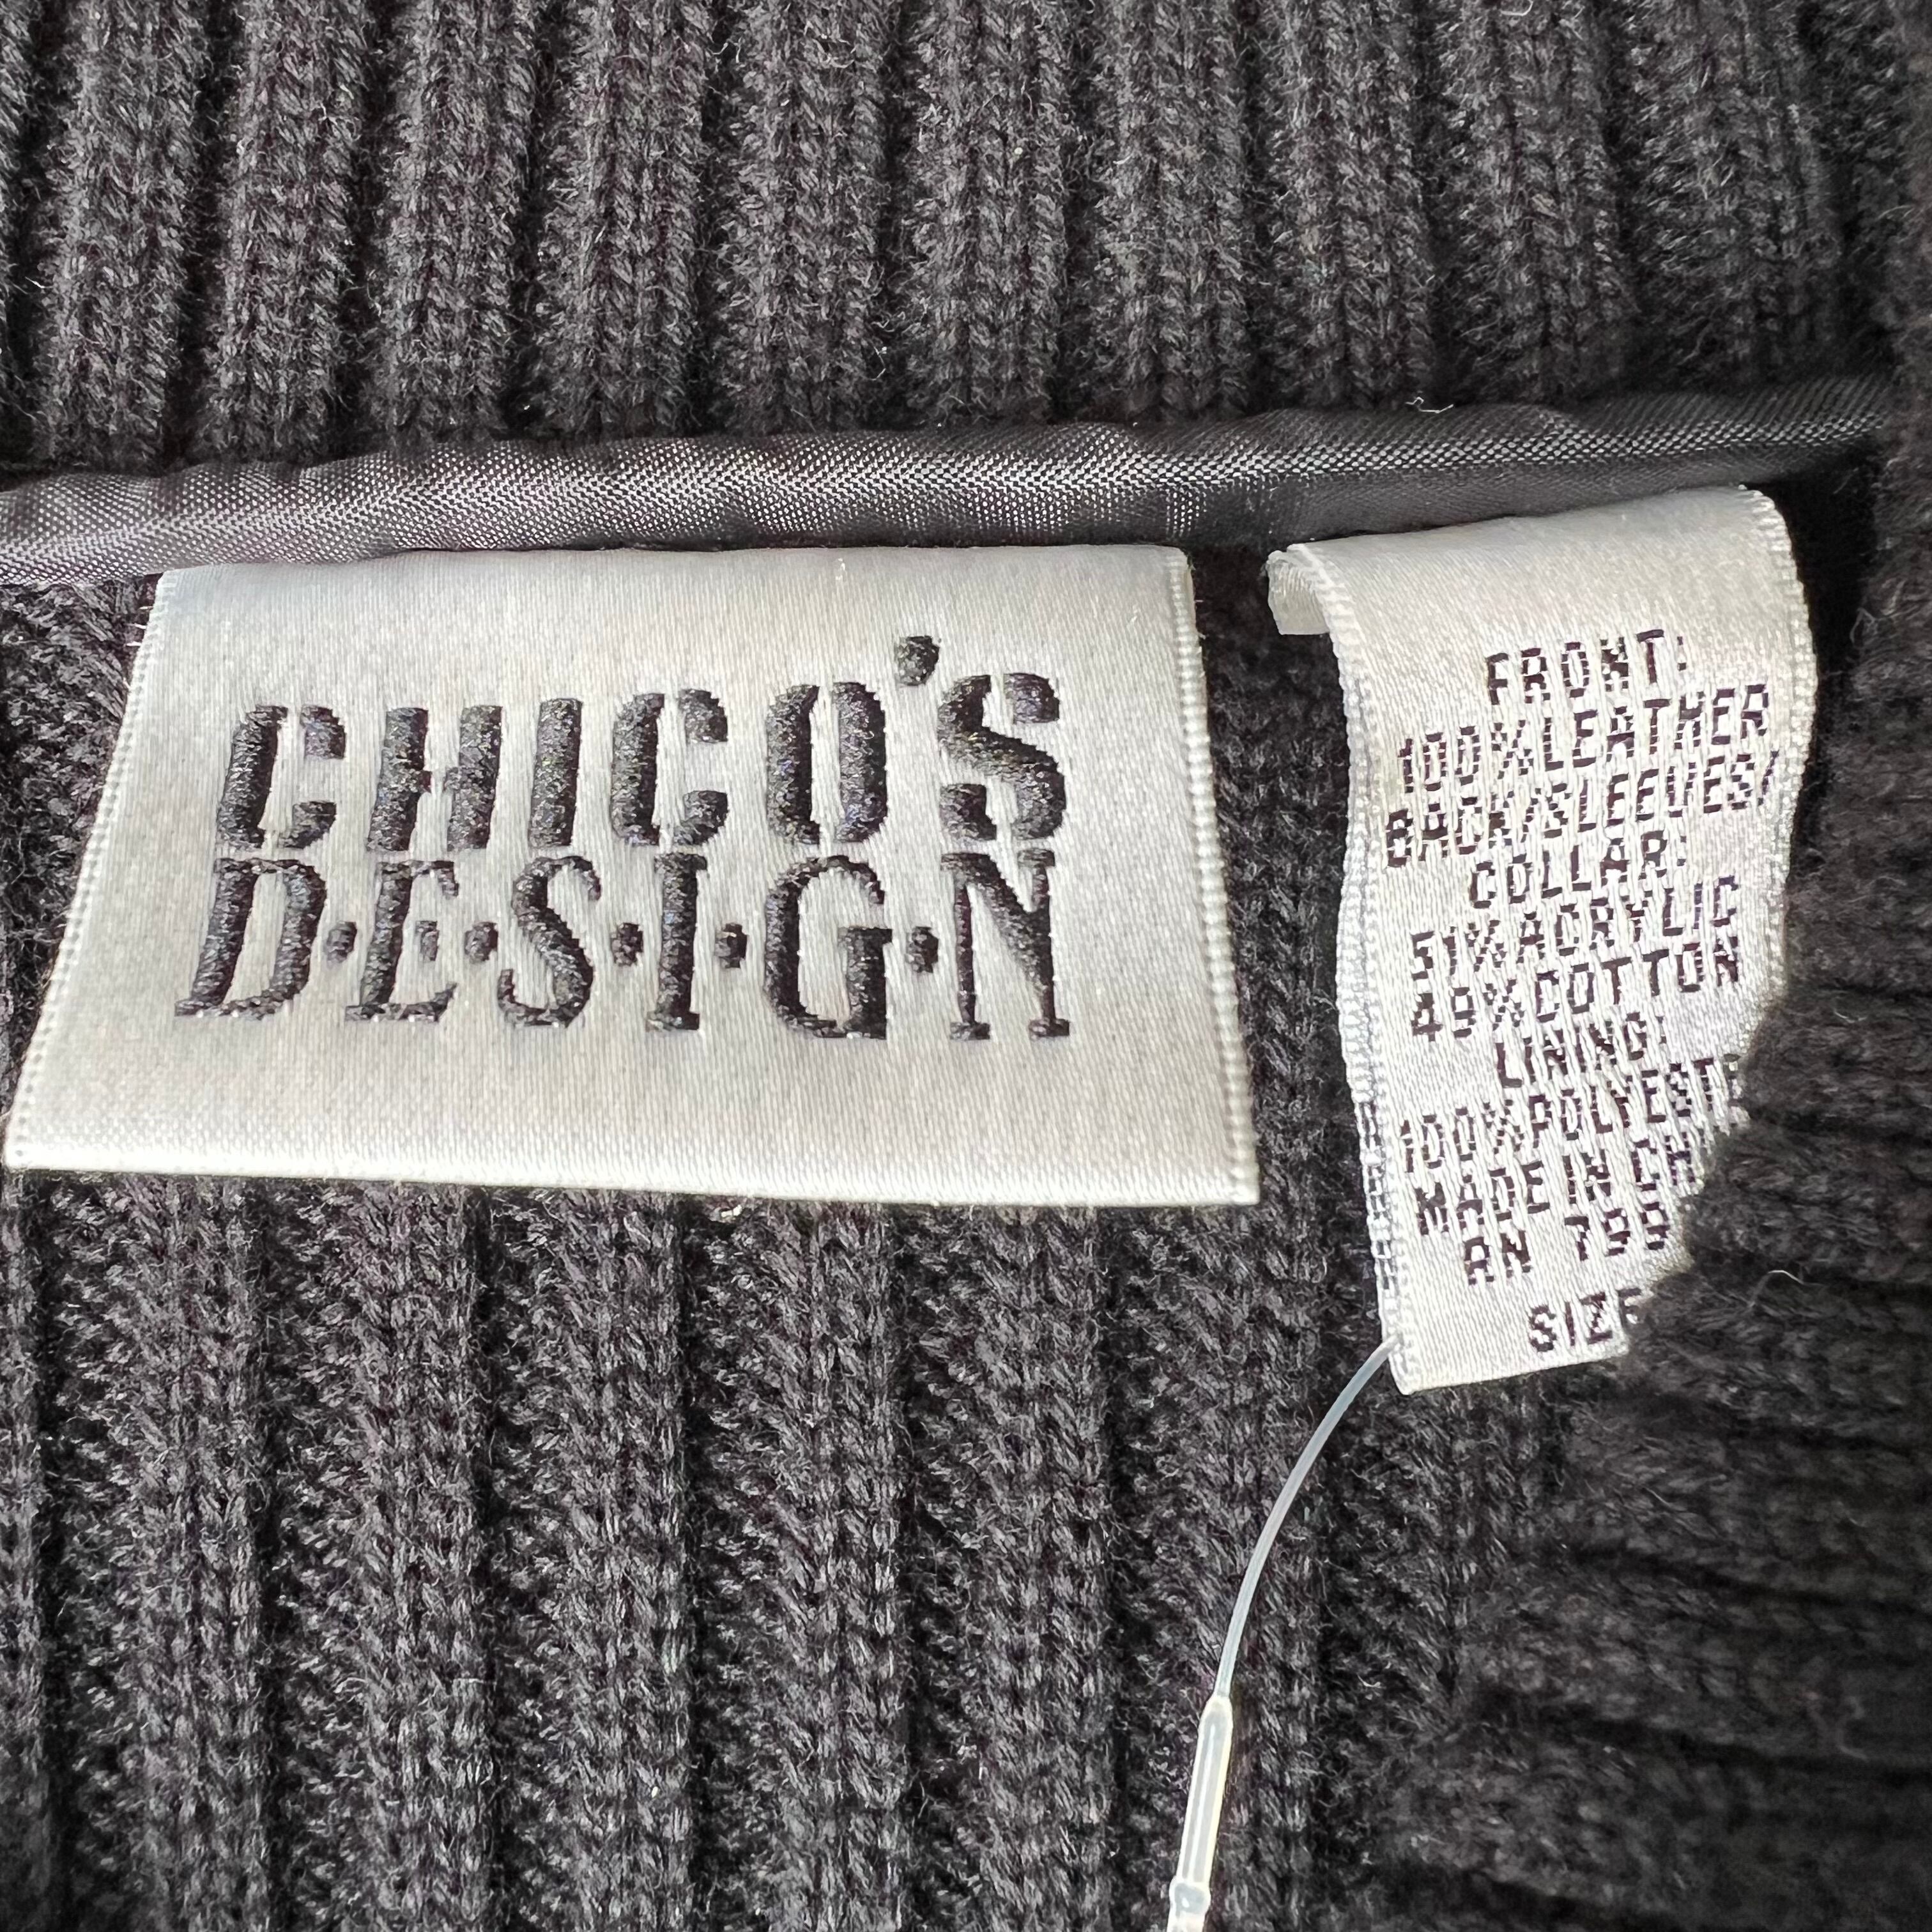 CHICO'S
D·E·S·I·G·N
FRONT:
100%LEATHER
BACK/SLEEVES/
COLLAR:
51%ACRYLIC
49%COTTON
LINING:
100%POLYESTE
MADE IN CH
RN 799
SIZE